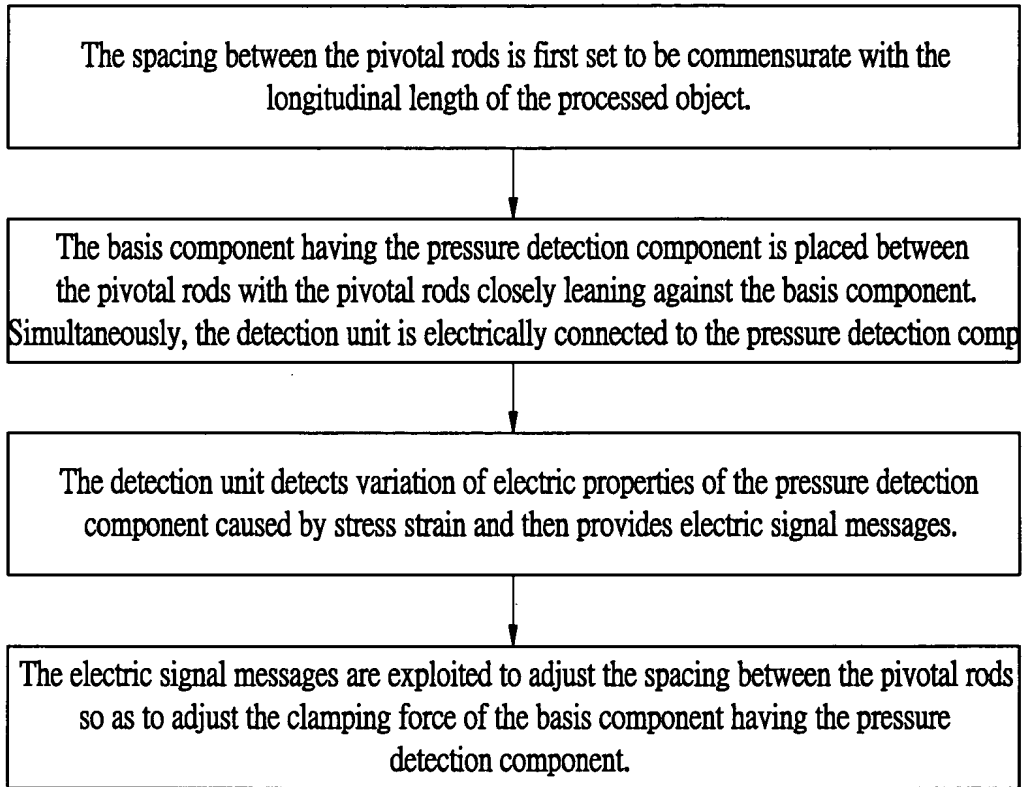 The spacing between the pivotal rods is first set to be commensurate with the
longitudinal length of the processed object.
The basis component having the pressure detection component is placed between
the pivotal rods with the pivotal rods closely leaning against the basis component.
Simultaneously, the detection unit is electrically connected to the pressure detection comp
The detection unit detects variation of electric properties of the pressure detection
component caused by stress strain and then provides electric signal messages.
The electric signal messages are exploited to adjust the spacing between the pivotal rods
so as to adjust the clamping force of the basis component having the pressure
detection component.